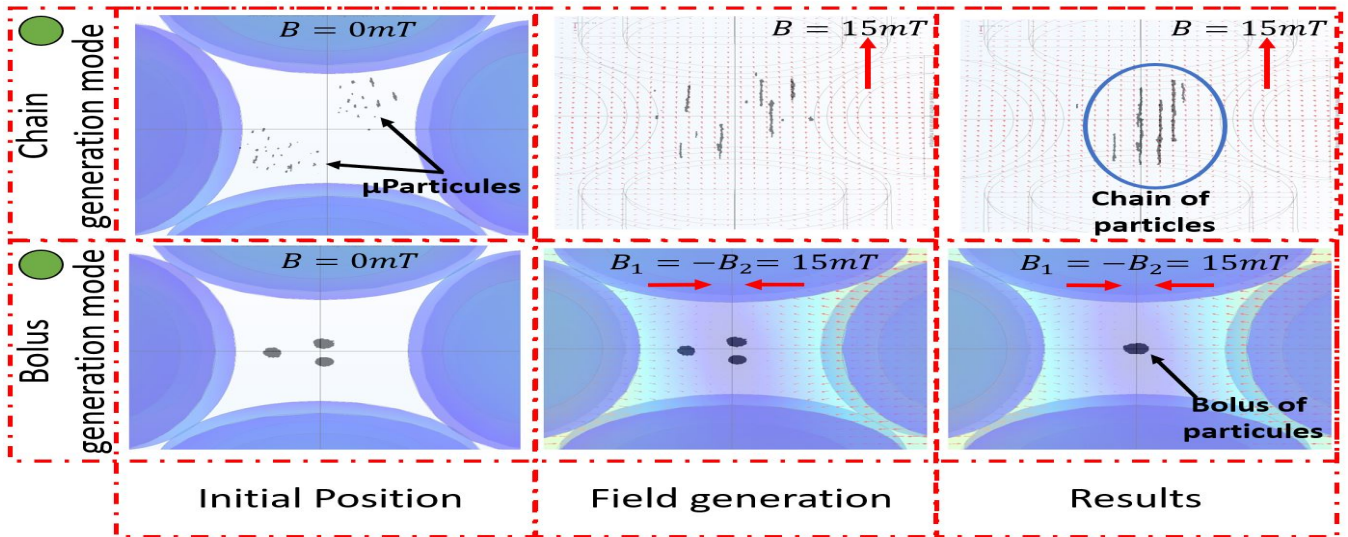 Chain
generation mode
B = 0mT
µParticules
B = 15mT
B = 15mT
Chain of
particles
Bolus
generation mode
B = 0mT
B₁ = −B₂= 15mT
B₁ = −B₂= 15mT
Bolus of
particules
Initial Position
Field generation
Results